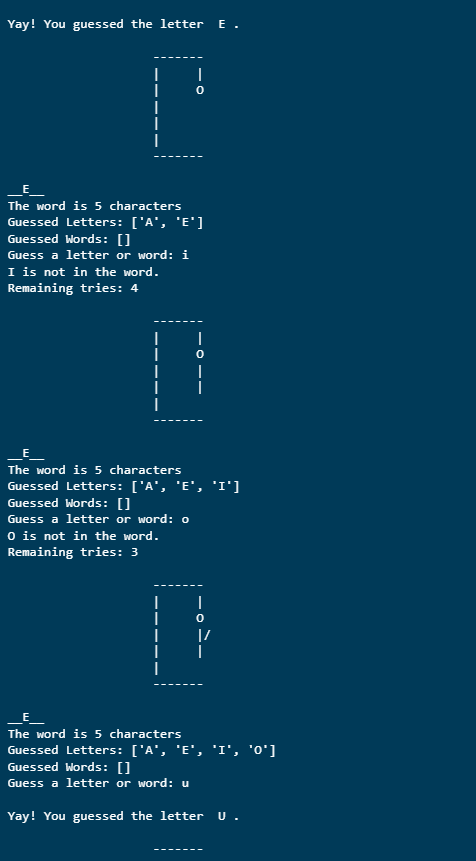 Yay! You guessed the letter  E .
                    -------
                    |     |
                    |     O
                    |
                    |
                    |
                    -------
__E__
The word is 5 characters
Guessed Letters: ['A', 'E']
Guessed Words: []
Guess a letter or word: i
I is not in the word.
Remaining tries: 4
                    -------
                    |     |
                    |     O
                    |     |
                    |     |
                    |
                    -------
__E__
The word is 5 characters
Guessed Letters: ['A', 'E', 'I']
Guessed Words: []
Guess a letter or word: o
O is not in the word.
Remaining tries: 3
                    -------
                    |     |
                    |     O
                    |     |/
                    |     |
                    |
                    -------
__E__
The word is 5 characters
Guessed Letters: ['A', 'E', 'I', 'O']
Guessed Words: []
Guess a letter or word: u
Yay! You guessed the letter  U .
                    -------